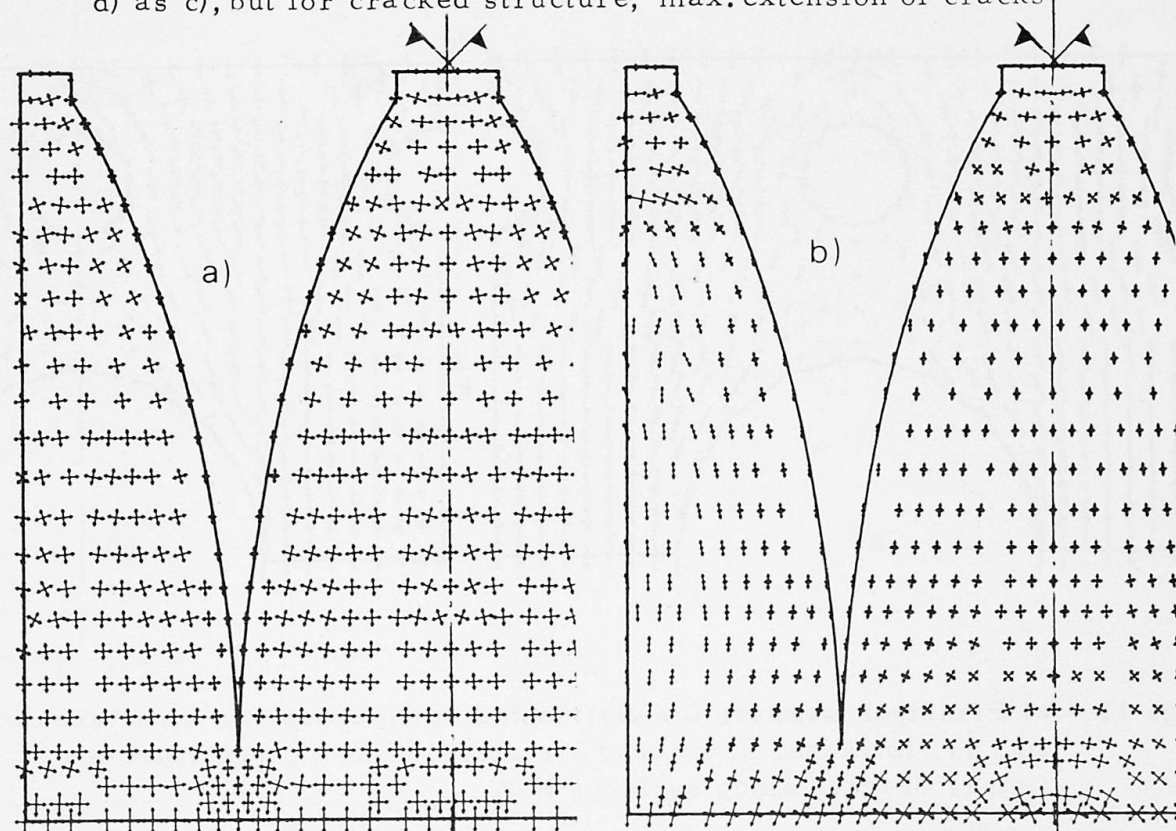 d) as c), but for cracked structure, max. extension of cracks
a)
b)